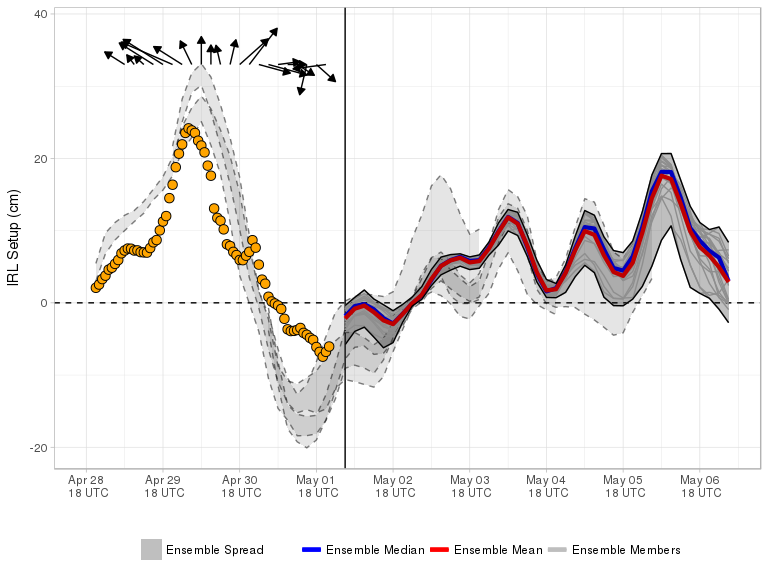 40
20
0
-20
IRL Setup (cm)
Apr 28 Apr 29 Apr 30 May 01 May 02 May 03 May 04 May 05 May 06
18 UTC 18 UTC 18 UTC 18 UTC 18 UTC 18 UTC 18 UTC 18 UTC 18 UTC
Ensemble Spread Ensemble Median Ensemble Mean Ensemble Members